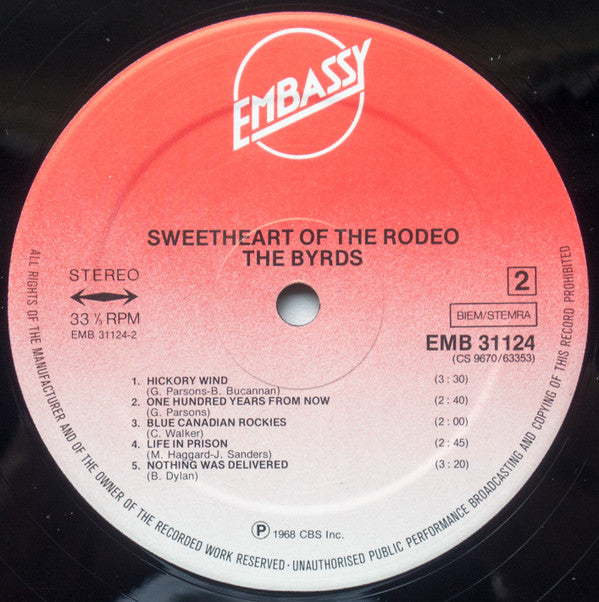 EMBASSY
SWEETHEART OF THE RODEO
THE BYRDS
STEREO
33 ⅓ RPM
EMB 31124-2
2
BIEM/STEMRA
EMB 31124
(CS 9670/63353)
1. HICKORY WIND (3:30)
(G. Parsons-B. Bucannan)
2. ONE HUNDRED YEARS FROM NOW (2:40)
(G. Parsons)
3. BLUE CANADIAN ROCKIES (2:00)
(C. Walker)
4. LIFE IN PRISON (2:45)
(M. Haggard-J. Sanders)
5. NOTHING WAS DELIVERED (3:20)
(B. Dylan)
Ⓟ 1968 CBS Inc.
ALL RIGHTS OF THE MANUFACTURER AND OF THE OWNER OF THE RECORDED WORK RESERVED · UNAUTHORISED PUBLIC PERFORMANCE BROADCASTING AND COPYING OF THIS RECORD PROHIBITED